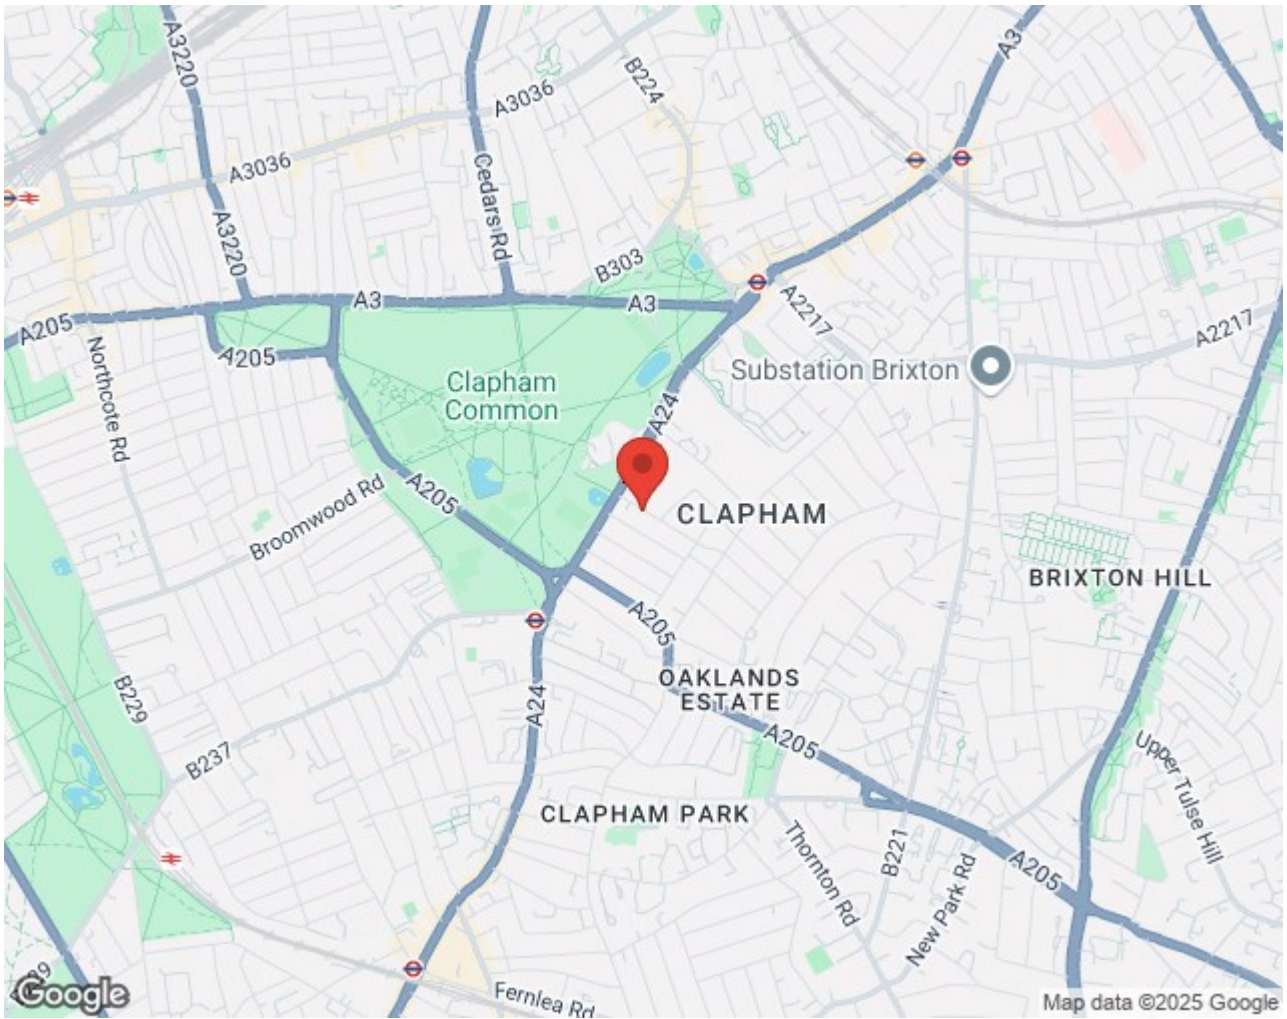 A3220
A3
B224
A3036
A3036
Cedars Rd
A3220
B303
A3
A3
A2217
A205
A2217
A205
Northcote Rd
Substation Brixton
Clapham
Common
A24
Broomwood Rd
A205
CLAPHAM
BRIXTON HILL
A205
OAKLANDS
ESTATE
B229
A24
A205
B237
Upper Tulse Hill
CLAPHAM PARK
Thornton Rd
B221
A205
New Park Rd
Google
Fernlea Rd
Map data ©2025 Google